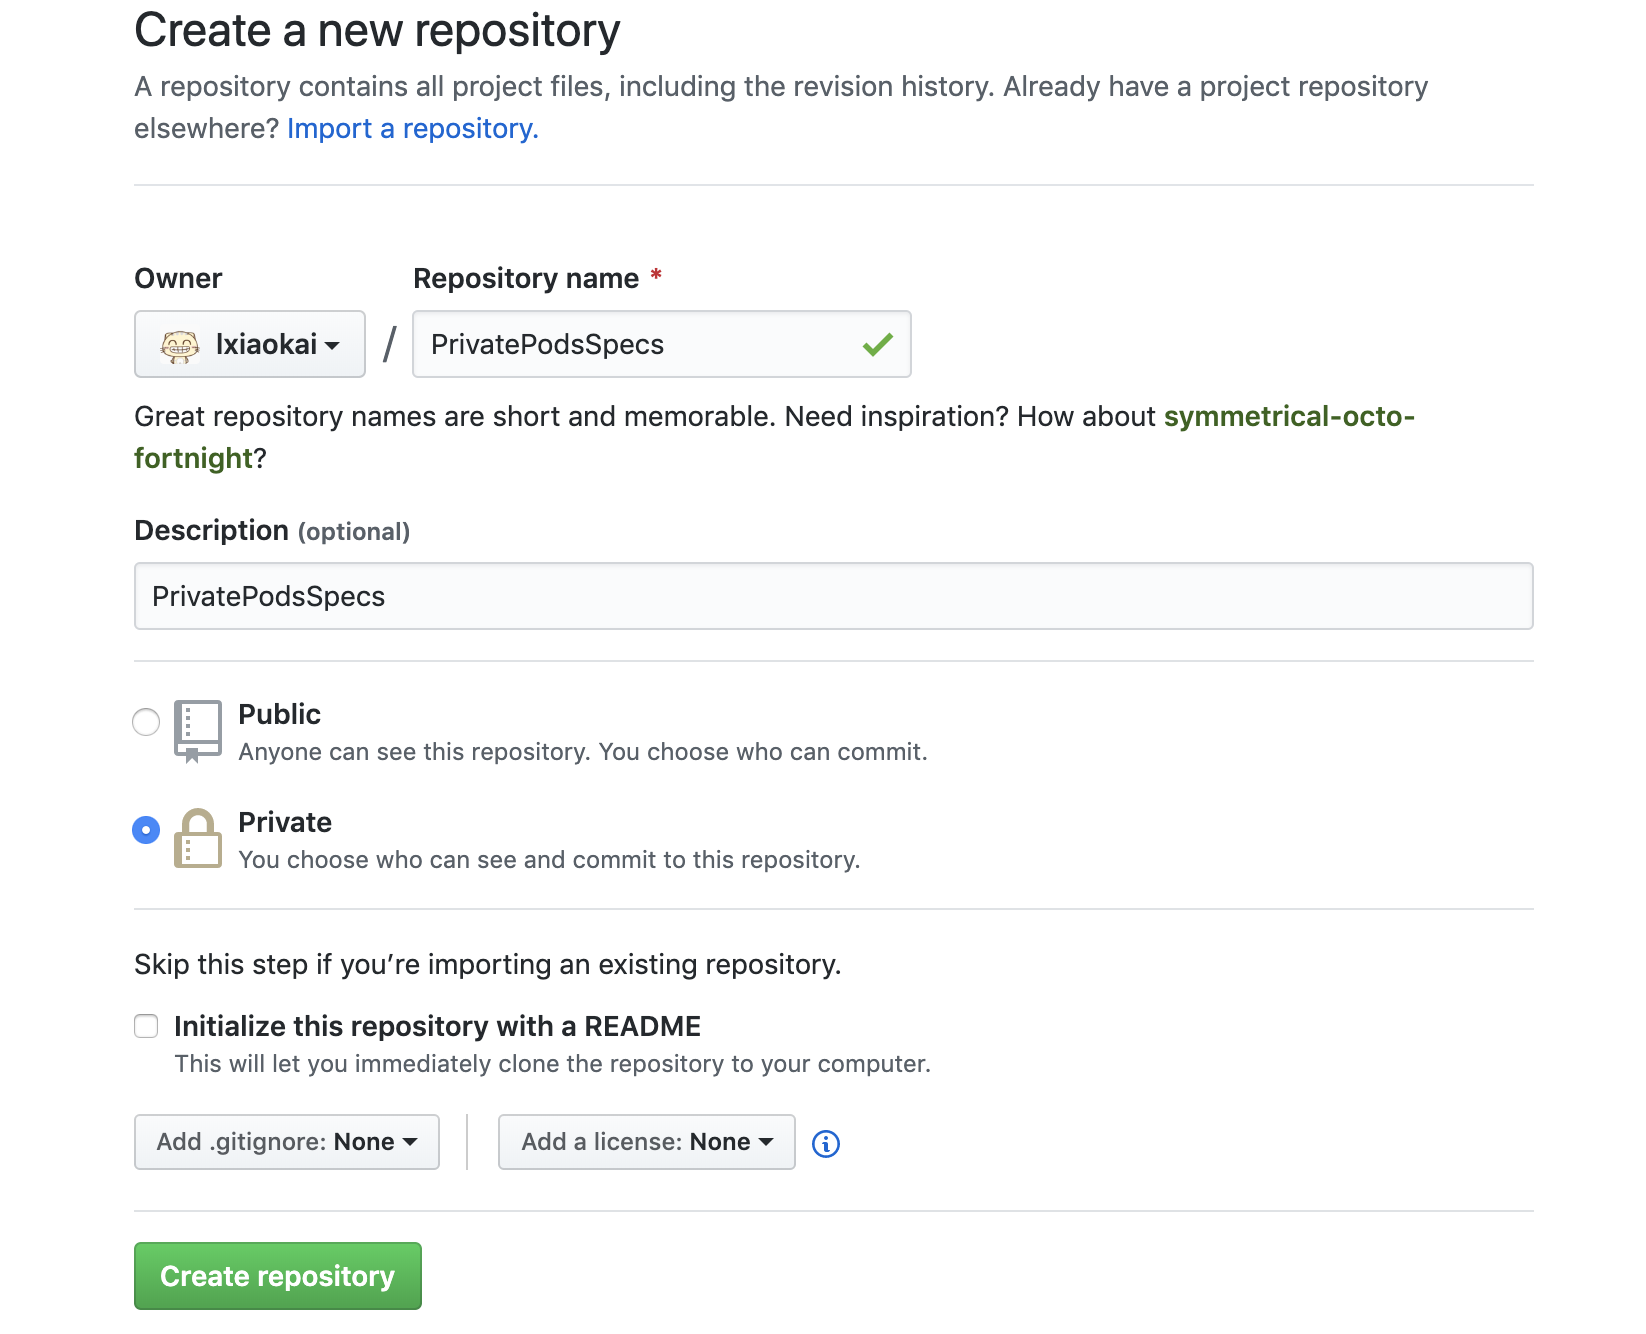 Create a new repository
A repository contains all project files, including the revision history. Already have a project repository
elsewhere? Import a repository.
Owner
Repository name *
lxiaokai
/
PrivatePodsSpecs
Great repository names are short and memorable. Need inspiration? How about symmetrical-octo-
fortnight?
Description (optional)
PrivatePodsSpecs
Public
Anyone can see this repository. You choose who can commit.
Private
You choose who can see and commit to this repository.
Skip this step if you’re importing an existing repository.
Initialize this repository with a README
This will let you immediately clone the repository to your computer.
Add .gitignore: None
Add a license: None
Create repository